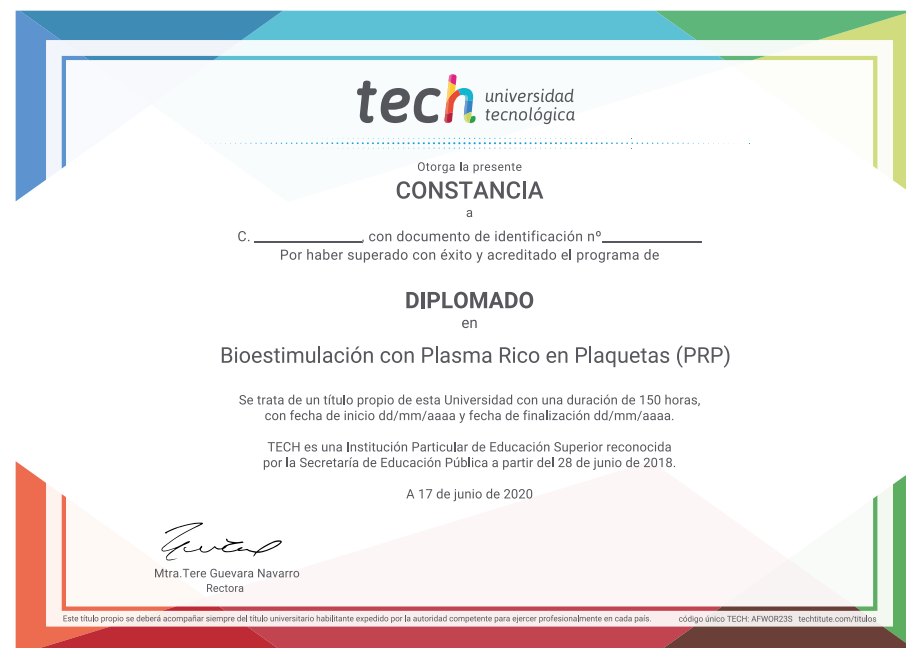 tech universidad
tecnológica
Otorga la presente
CONSTANCIA
a
C. ______________, con documento de identificación nº_____________
Por haber superado con éxito y acreditado el programa de
DIPLOMADO
en
Bioestimulación con Plasma Rico en Plaquetas (PRP)
Se trata de un título propio de esta Universidad con una duración de 150 horas,
con fecha de inicio dd/mm/aaaa y fecha de finalización dd/mm/aaaa.
TECH es una Institución Particular de Educación Superior reconocida
por la Secretaría de Educación Pública a partir del 28 de junio de 2018.
A 17 de junio de 2020
Mtra.Tere Guevara Navarro
Rectora
Este título propio se deberá acompañar siempre del título universitario habilitante expedido por la autoridad competente para ejercer profesionalmente en cada país. código único TECH: AFWOR23S techtitute.com/titulos